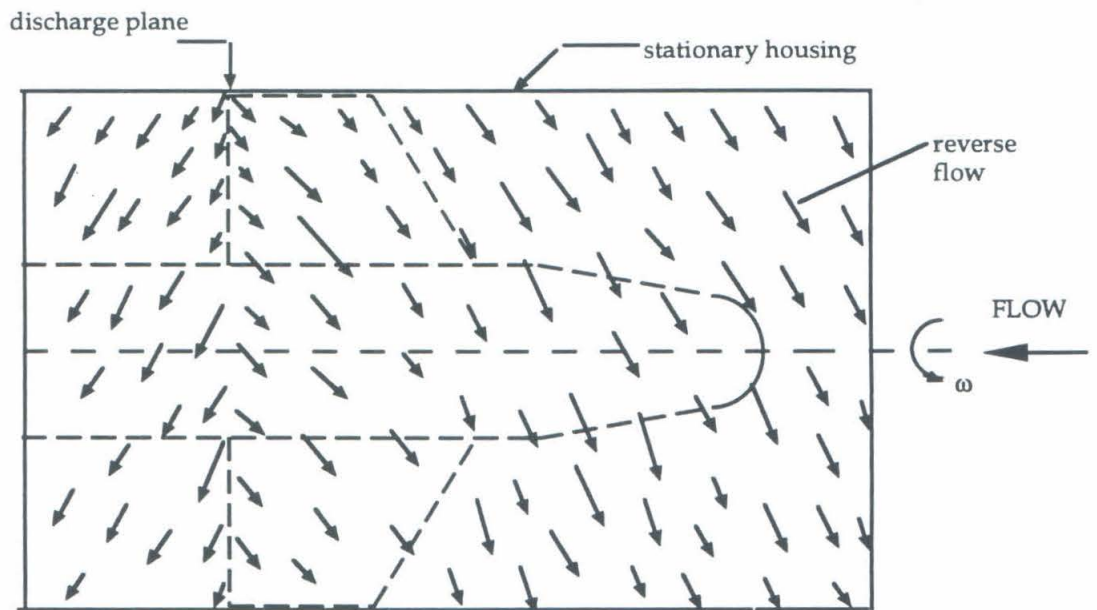 discharge plane
stationary housing
reverse
flow
FLOW
ω